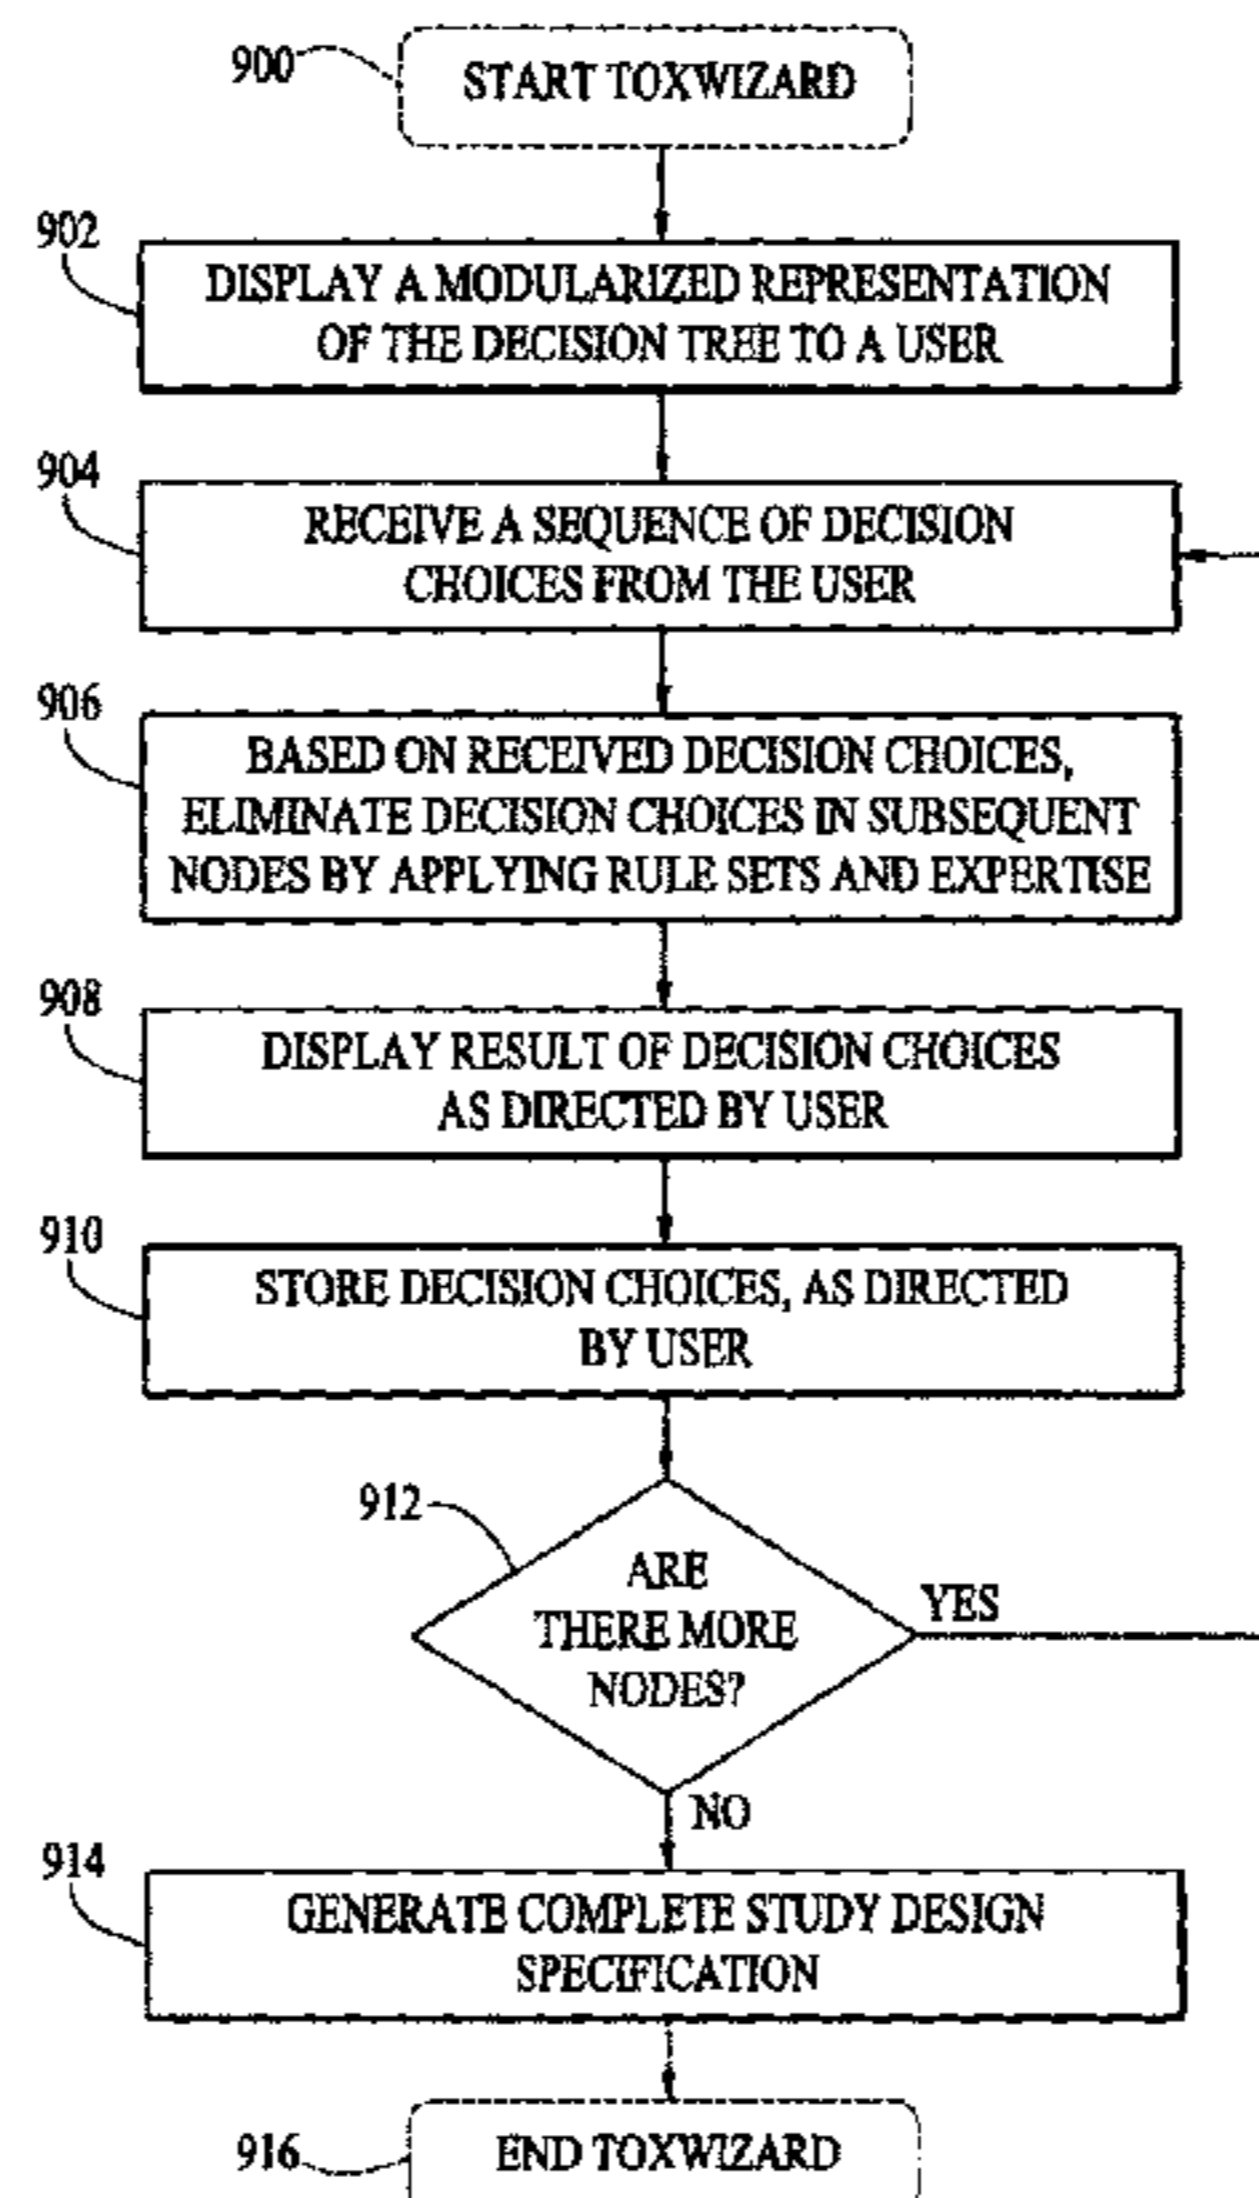 900
START TOXWIZARD
902
DISPLAY A MODULARIZED REPRESENTATION
OF THE DECISION TREE TO A USER
904
RECEIVE A SEQUENCE OF DECISION
CHOICES FROM THE USER
906
BASED ON RECEIVED DECISION CHOICES,
ELIMINATE DECISION CHOICES IN SUBSEQUENT
NODES BY APPLYING RULE SETS AND EXPERTISE
908
DISPLAY RESULT OF DECISION CHOICES
AS DIRECTED BY USER
910
STORE DECISION CHOICES, AS DIRECTED
BY USER
912
ARE
THERE MORE
NODES?
YES
NO
914
GENERATE COMPLETE STUDY DESIGN
SPECIFICATION
916
END TOXWIZARD